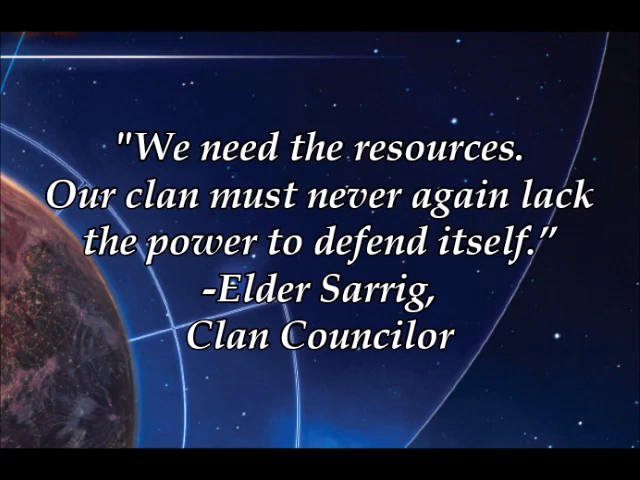 "We need the resources.
Our clan must never again lack
the power to defend itself.”
-Elder Sarrig,
Clan Councilor